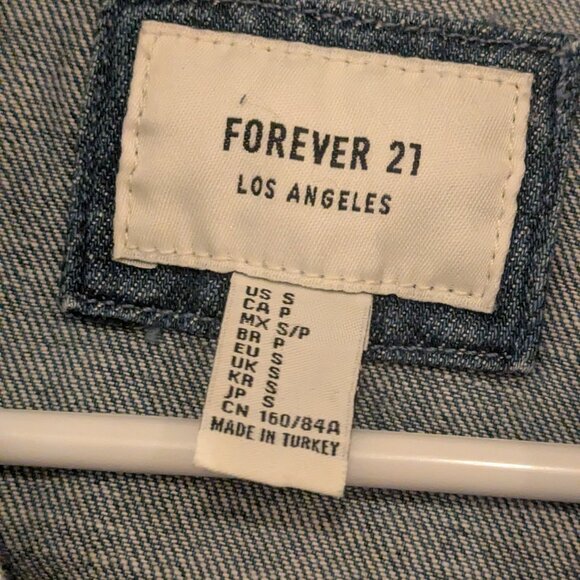 FOREVER 21
LOS ANGELES
US S
CA P
MX S/P
BR P
EU S
UK S
KR S
JP S
CN 160/84A
MADE IN TURKEY